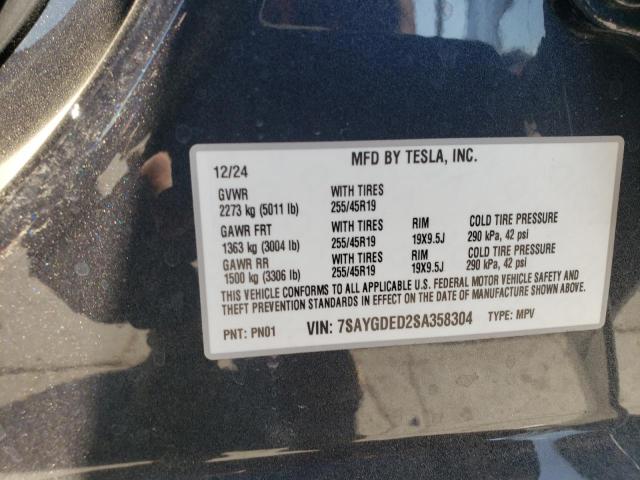 MFD BY TESLA, INC.
12/24
GVWR WITH TIRES
2273 kg (5011 lb) 255/45R19
GAWR FRT WITH TIRES RIM COLD TIRE PRESSURE
1363 kg (3004 lb) 255/45R19 19X9.5J 290 kPa, 42 psi
GAWR RR WITH TIRES RIM COLD TIRE PRESSURE
1500 kg (3306 lb) 255/45R19 19X9.5J 290 kPa, 42 psi
THIS VEHICLE CONFORMS TO ALL APPLICABLE U.S. FEDERAL MOTOR VEHICLE SAFETY AND
THEFT PREVENTION STANDARDS IN EFFECT ON THE DATE OF MANUFACTURE SHOWN ABOVE.
PNT: PN01 VIN: 7SAYGDED2SA358304 TYPE: MPV